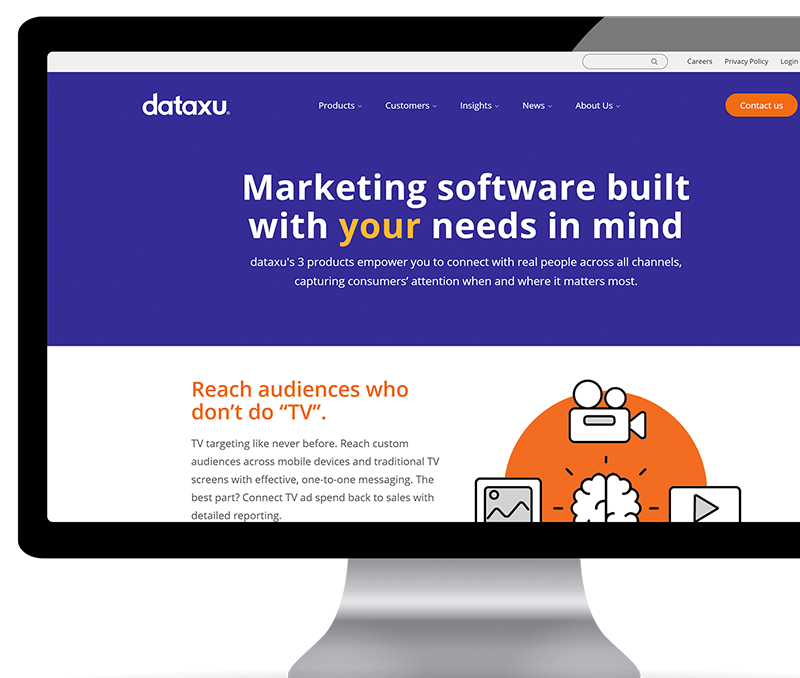 Careers Privacy Policy Login
dataxu®
Products Customers Insights News About Us Contact us
Marketing software built
with your needs in mind
dataxu's 3 products empower you to connect with real people across all channels,
capturing consumers’ attention when and where it matters most.
Reach audiences who
don’t do “TV”.
TV targeting like never before. Reach custom
audiences across mobile devices and traditional TV
screens with effective, one-to-one messaging. The
best part? Connect TV ad spend back to sales with
detailed reporting.